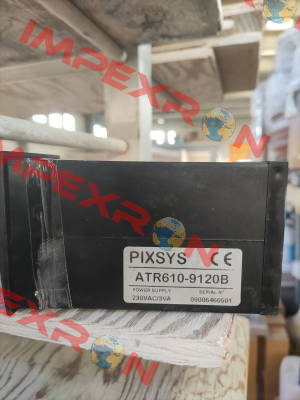 IMPEXRON
IMPEXRON
IMPEXRON
PIXSYS CE
ATR610-9120B
POWER SUPPLY SERIAL N°
230VAC/3VA 09006460501